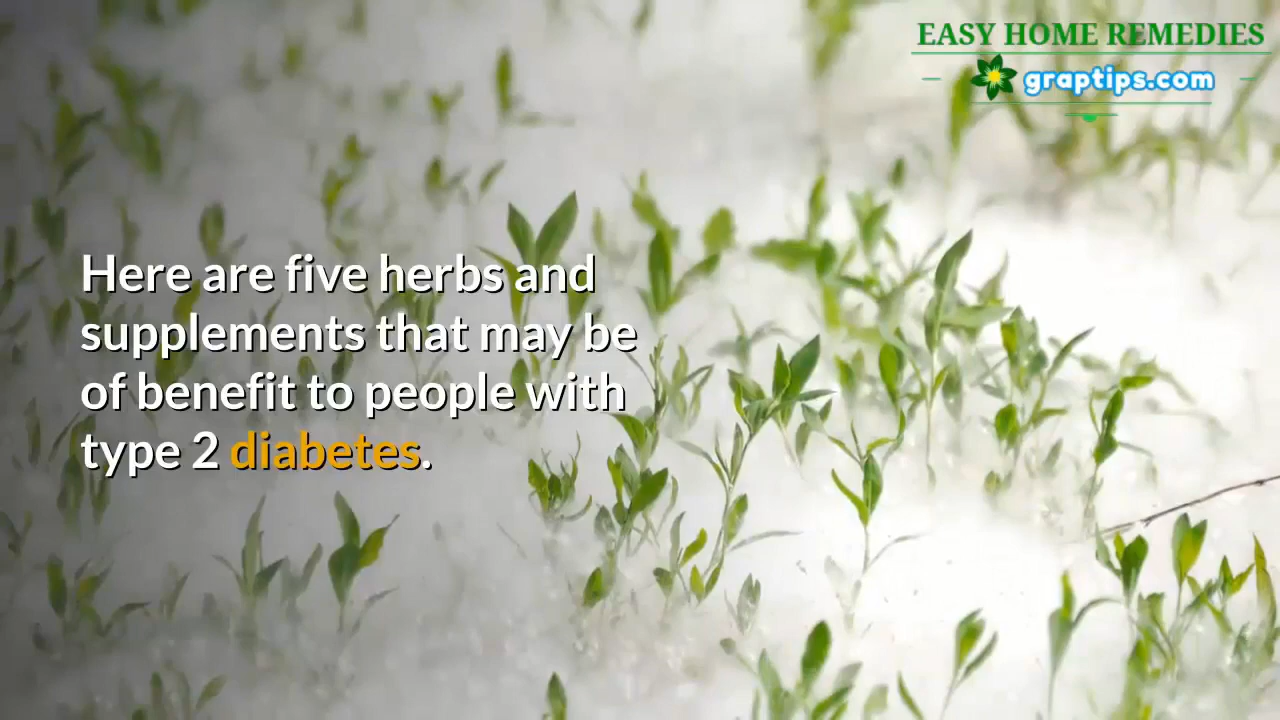 EASY HOME REMEDIES
graptips.com
Here are five herbs and
supplements that may be
of benefit to people with
type 2 diabetes.